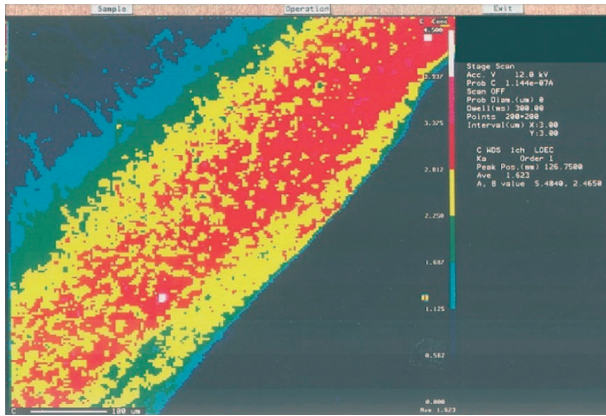 Sample Operation Exit
C Conc
4.500
3.937
3.375
2.812
2.250
1.687
1.125
0.562
0.000
Ave 1.623
Stage Scan
Acc. V 12.0 kV
Prob C 1.144e-07A
Scan OFF
Prob Diam.(um) 0
Dwell(ms) 300.00
Points 200*200
Interval(um) X:3.00
Y:3.00
C WDS 1ch LDEC
Ka Order 1
Peak Pos.(mm) 126.7500
Ave 1.623
A, B value 5.4840, 2.4650
C 100 um